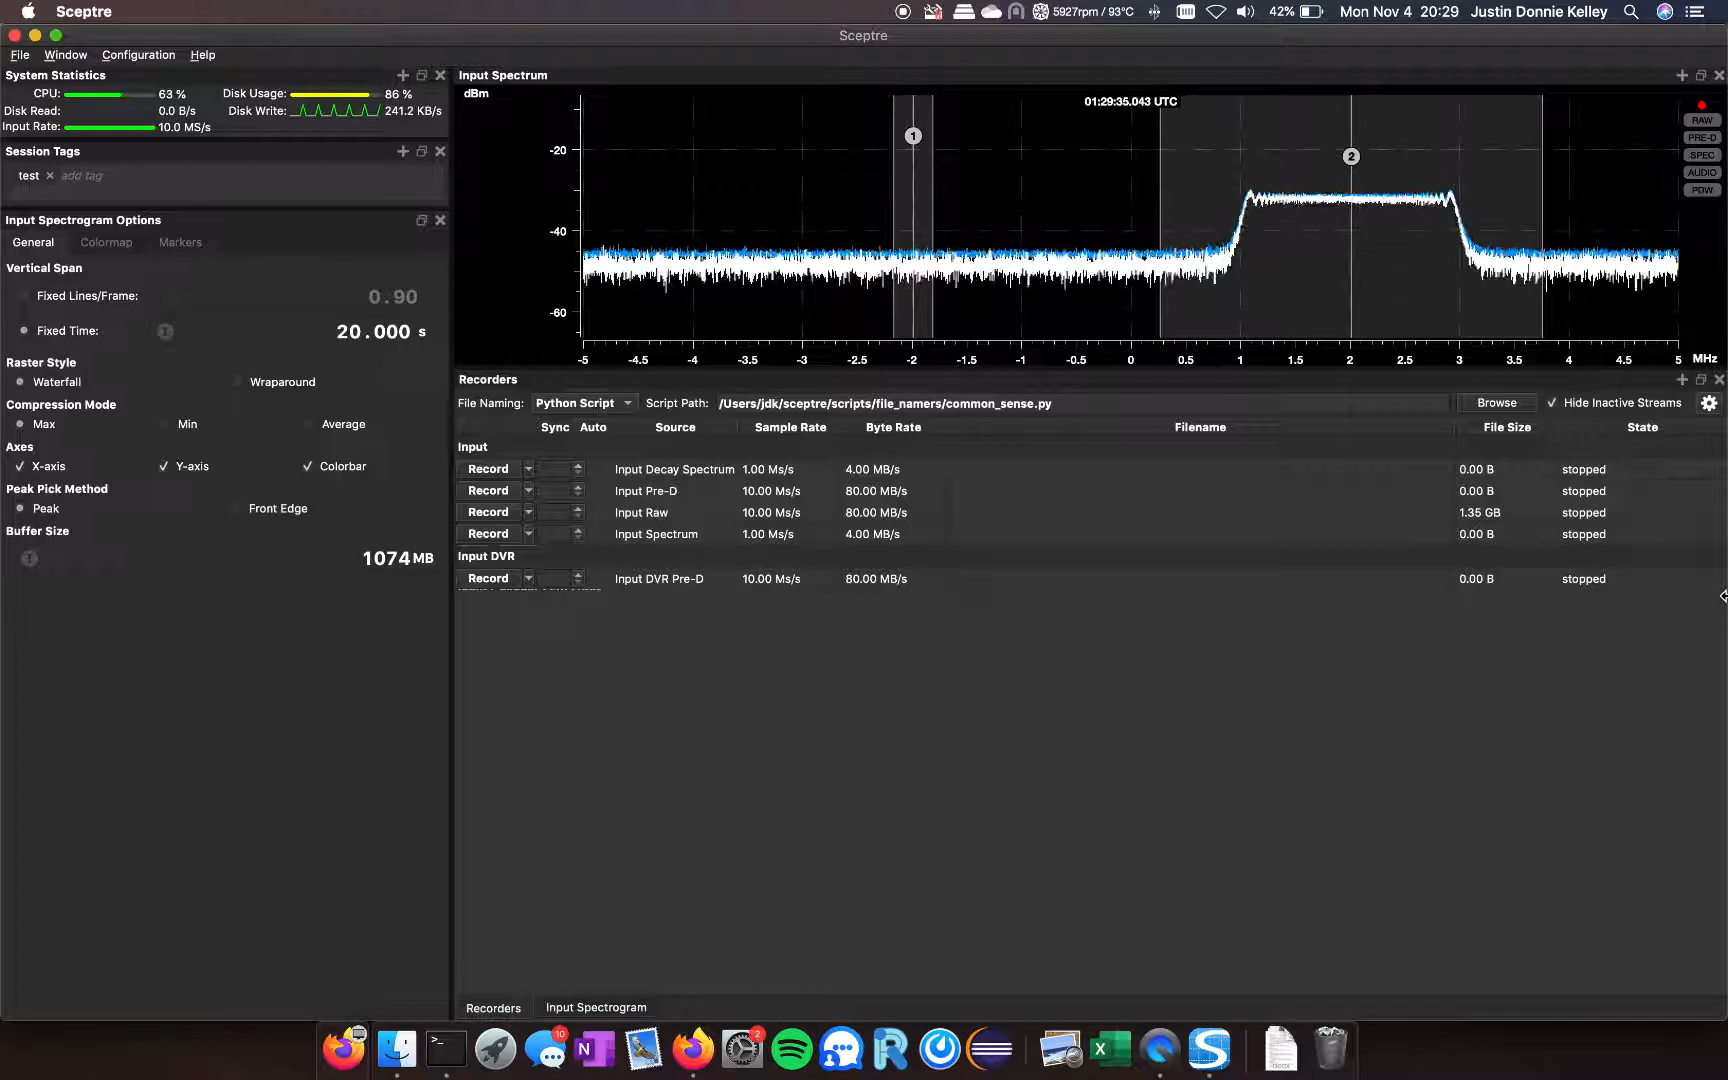 Sceptre
5927rpm / 93°C
42%
Mon Nov 4 20:29
Justin Donnie Kelley
Sceptre
File Window Configuration Help
System Statistics
CPU: 63 % Disk Usage: 86 %
Disk Read: 0.0 B/s Disk Write: 241.2 KB/s
Input Rate: 10.0 MS/s
Session Tags
test × add tag
Input Spectrogram Options
General Colormap Markers
Vertical Span
Fixed Lines/Frame: 0.90
Fixed Time: 20.000 s
Raster Style
Waterfall Wraparound
Compression Mode
Max Min Average
Axes
X-axis Y-axis Colorbar
Peak Pick Method
Peak Front Edge
Buffer Size
1074 MB
Input Spectrum
dBm
01:29:35.043 UTC
1
2
RAW
PRE-D
SPEC
AUDIO
PDW
-20
-40
-60
-5 -4.5 -4 -3.5 -3 -2.5 -2 -1.5 -1 -0.5 0 0.5 1 1.5 2 2.5 3 3.5 4 4.5 5 MHz
Recorders
File Naming: Python Script Script Path: /Users/jdk/sceptre/scripts/file_namers/common_sense.py Browse Hide Inactive Streams
Sync Auto Source Sample Rate Byte Rate Filename File Size State
Input
Record Input Decay Spectrum 1.00 Ms/s 4.00 MB/s 0.00 B stopped
Record Input Pre-D 10.00 Ms/s 80.00 MB/s 0.00 B stopped
Record Input Raw 10.00 Ms/s 80.00 MB/s 1.35 GB stopped
Record Input Spectrum 1.00 Ms/s 4.00 MB/s 0.00 B stopped
Input DVR
Record Input DVR Pre-D 10.00 Ms/s 80.00 MB/s 0.00 B stopped
Recorders Input Spectrogram
10
2